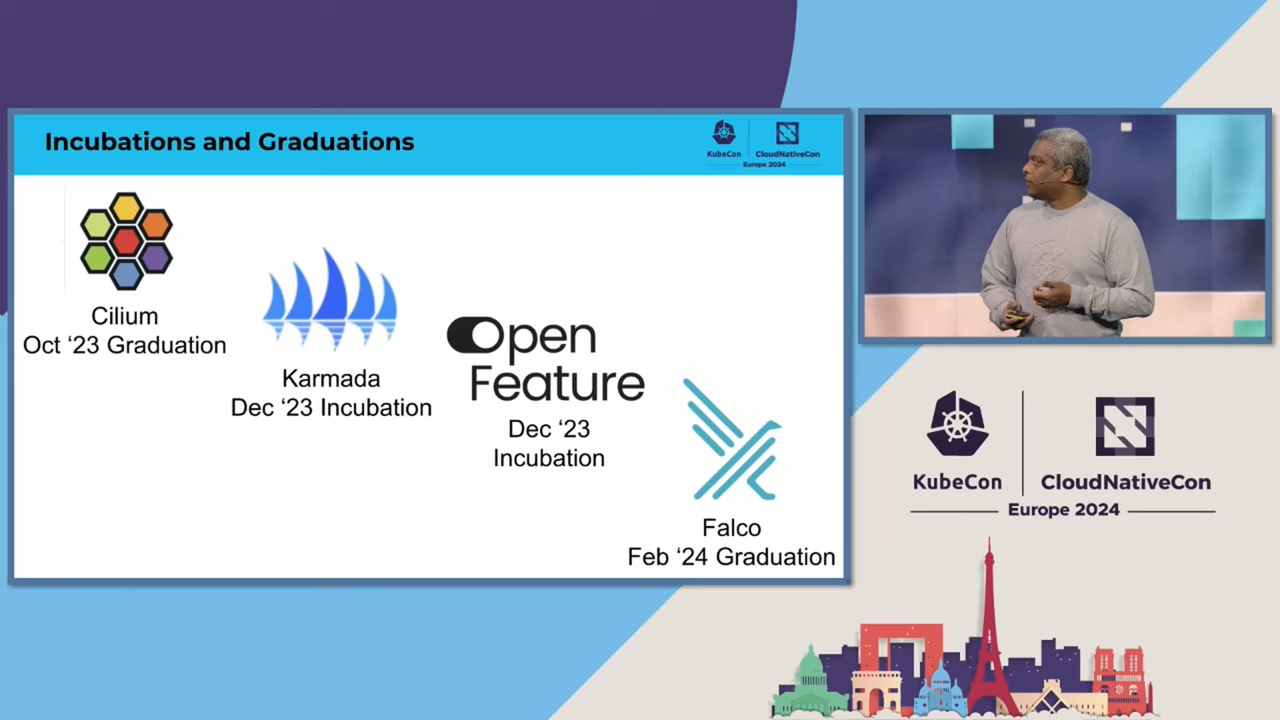 Incubations and Graduations
KubeCon
CloudNativeCon
Europe 2024
Cilium
Oct ‘23 Graduation
Karmada
Dec ‘23 Incubation
Open
Feature
Dec ‘23
Incubation
Falco
Feb ‘24 Graduation
KubeCon
CloudNativeCon
Europe 2024